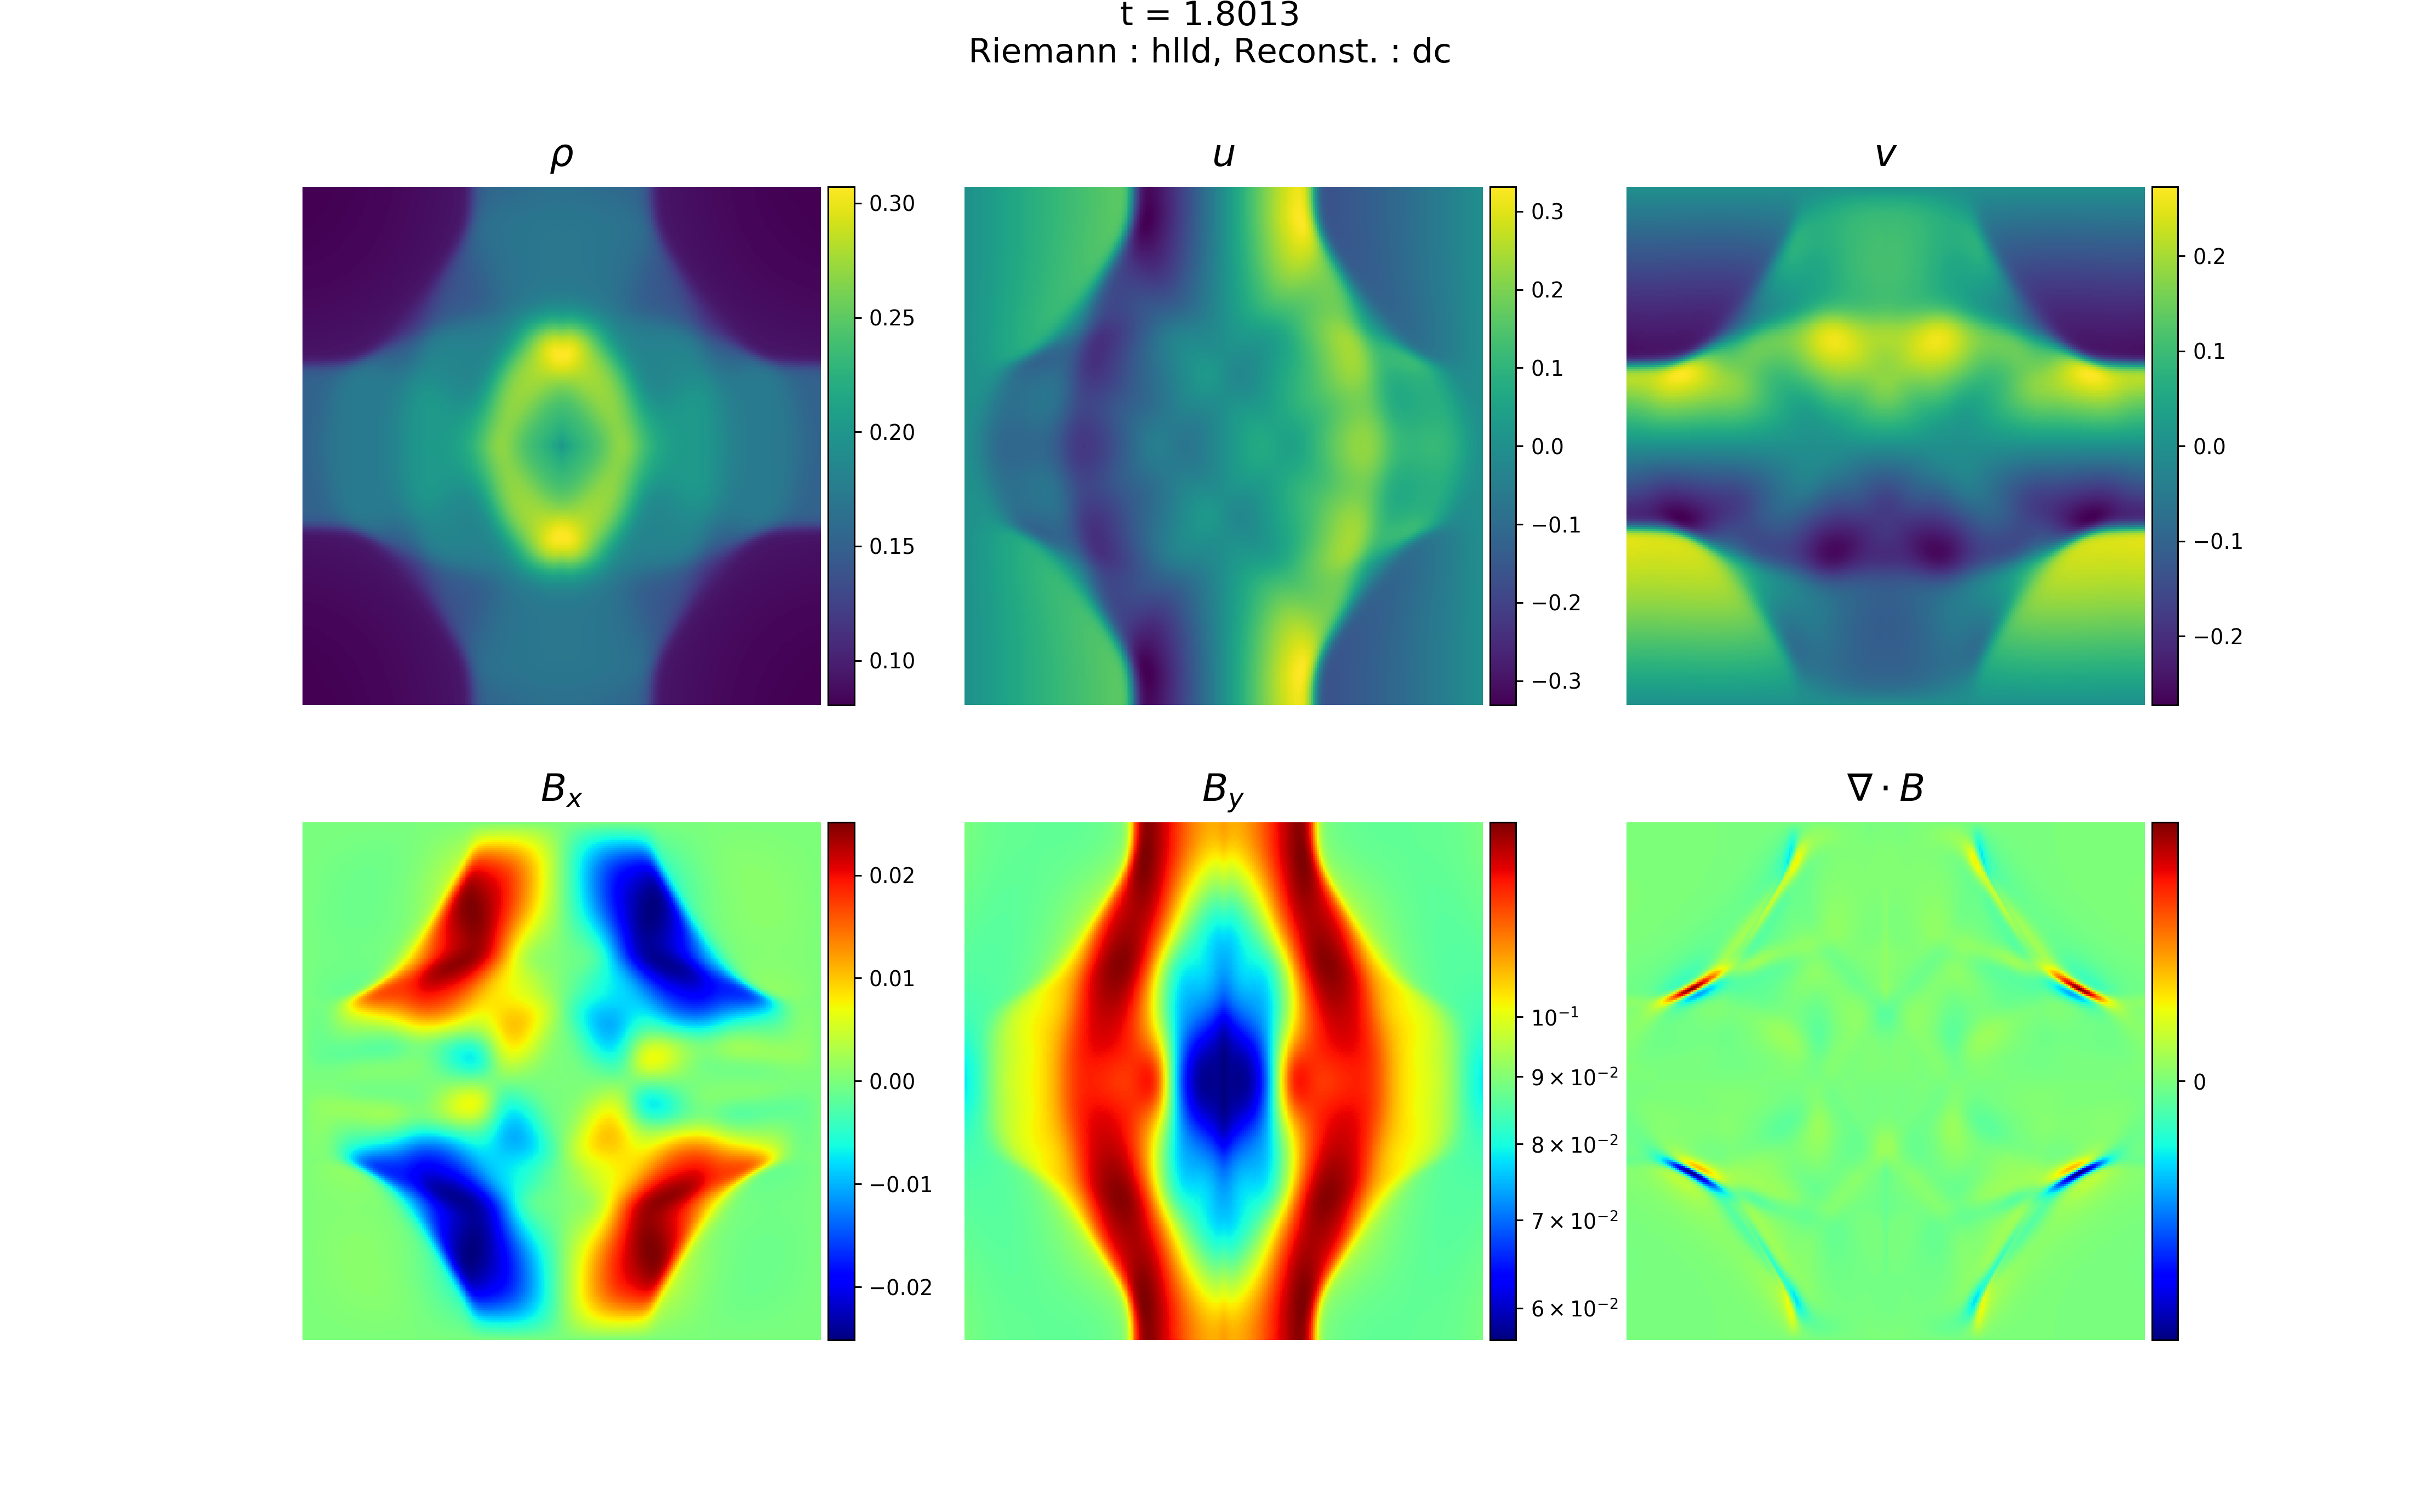 t = 1.8013
Riemann : hlld, Reconst. : dc
ρ
u
v
0.30
0.25
0.20
0.15
0.10
0.3
0.2
0.1
0.0
−0.1
−0.2
−0.3
0.2
0.1
0.0
−0.1
−0.2
Bₓ
B_y
∇ · B
0.02
0.01
0.00
−0.01
−0.02
10⁻¹
9 × 10⁻²
8 × 10⁻²
7 × 10⁻²
6 × 10⁻²
0